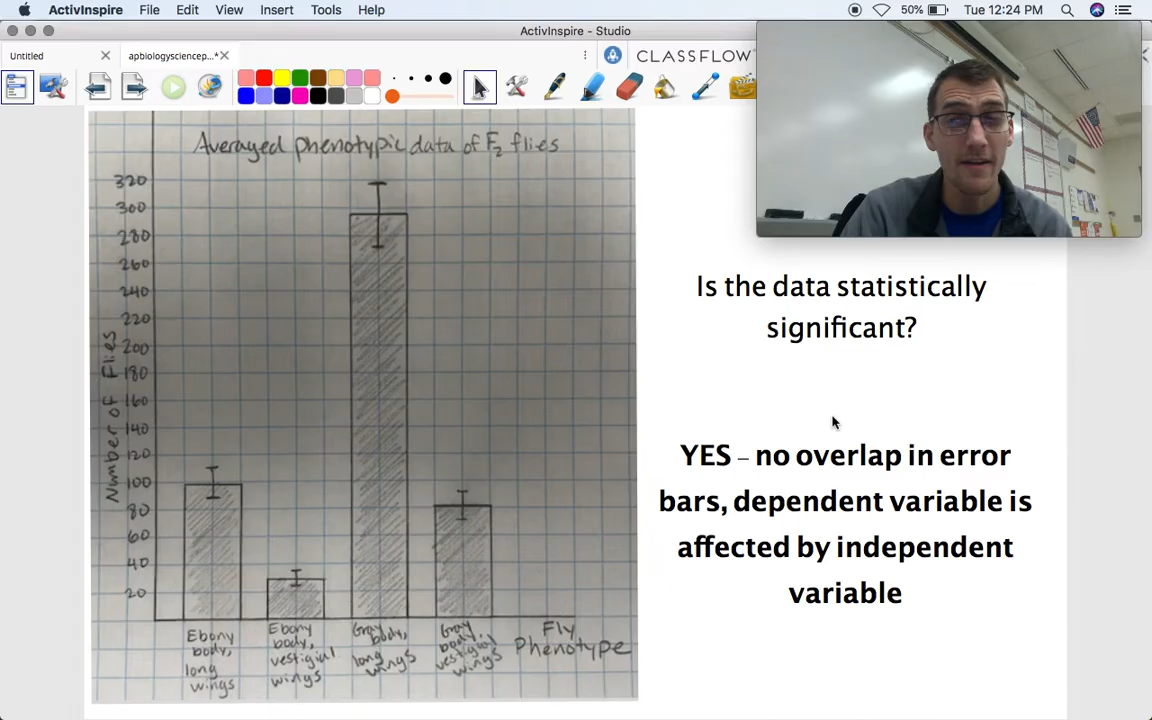 ActivInspire File Edit View Insert Tools Help 50% Tue 12:24 PM
ActivInspire - Studio
Untitled apbiologysciencep...* CLASSFLOW
Averaged phenotypic data of F2 flies
320
300
280
260
240
220
200
180
160
140
120
100
80
60
40
20
Number of Flies
Ebony
body,
long
wings
Ebony
body,
vestigial
wings
Gray
body,
long
wings
Gray
body,
vestigial
wings
Fly
Phenotype
Is the data statistically
significant?
YES – no overlap in error
bars, dependent variable is
affected by independent
variable